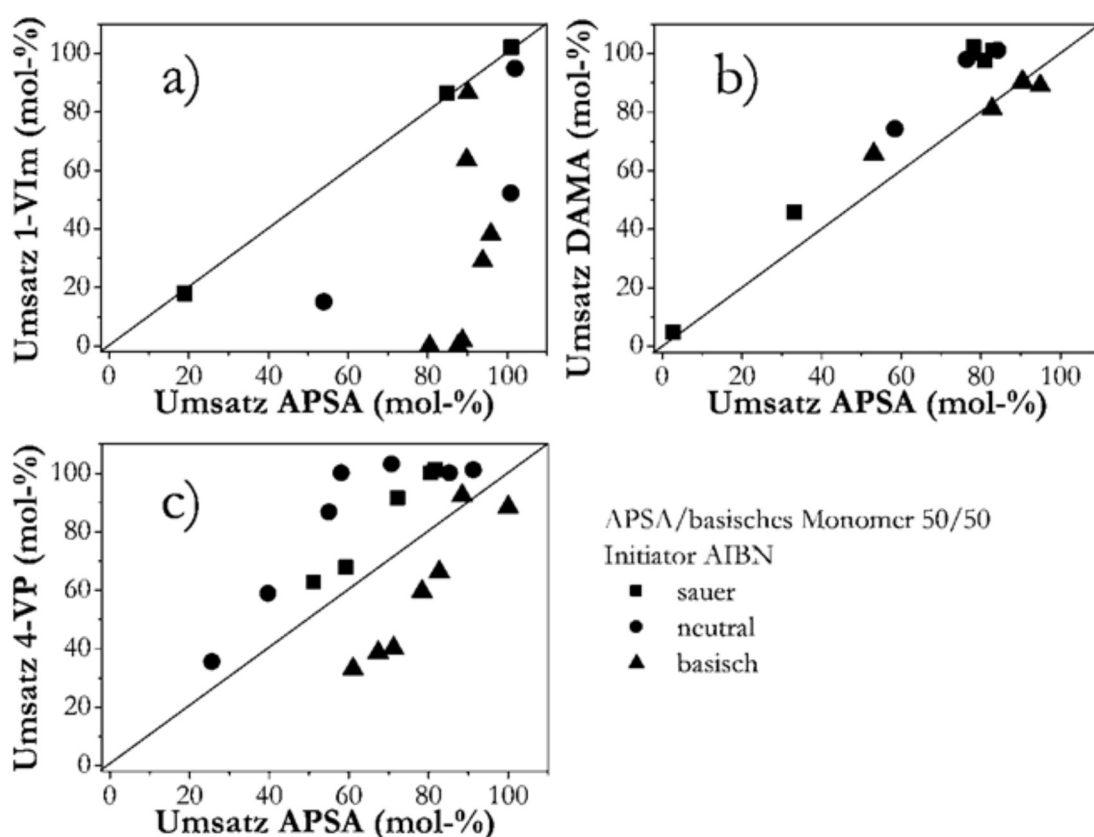 a)
Umsatz 1-VIm (mol-%)
100
80
60
40
20
0
0 20 40 60 80 100
Umsatz APSA (mol-%)
b)
Umsatz DAMA (mol-%)
100
80
60
40
20
0
0 20 40 60 80 100
Umsatz APSA (mol-%)
c)
Umsatz 4-VP (mol-%)
100
80
60
40
20
0
0 20 40 60 80 100
Umsatz APSA (mol-%)
APSA/basisches Monomer 50/50
Initiator AIBN
sauer
neutral
basisch